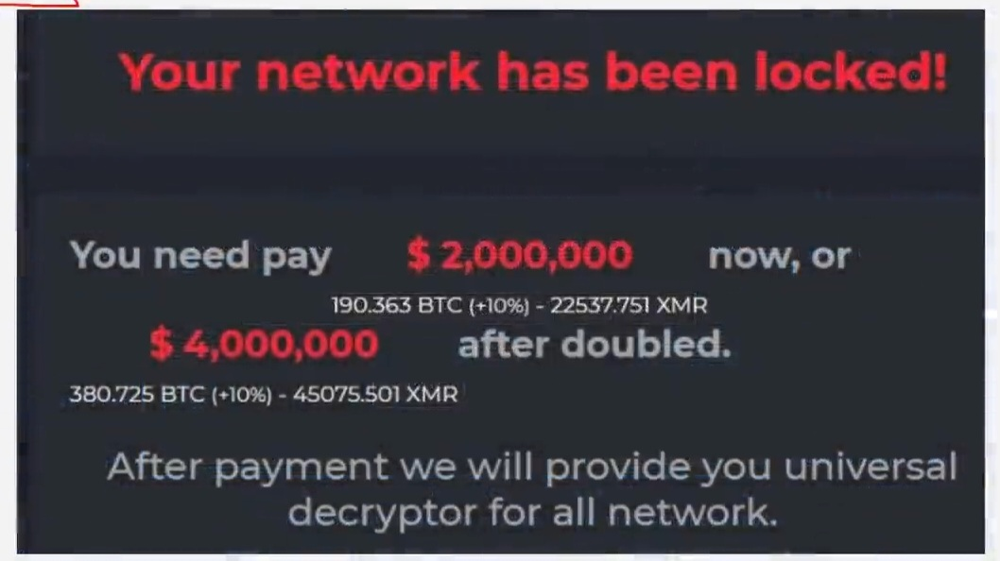 Your network has been locked!
You need pay $ 2,000,000 now, or
190.363 BTC (+10%) - 22537.751 XMR
$ 4,000,000 after doubled.
380.725 BTC (+10%) - 45075.501 XMR
After payment we will provide you universal
decryptor for all network.